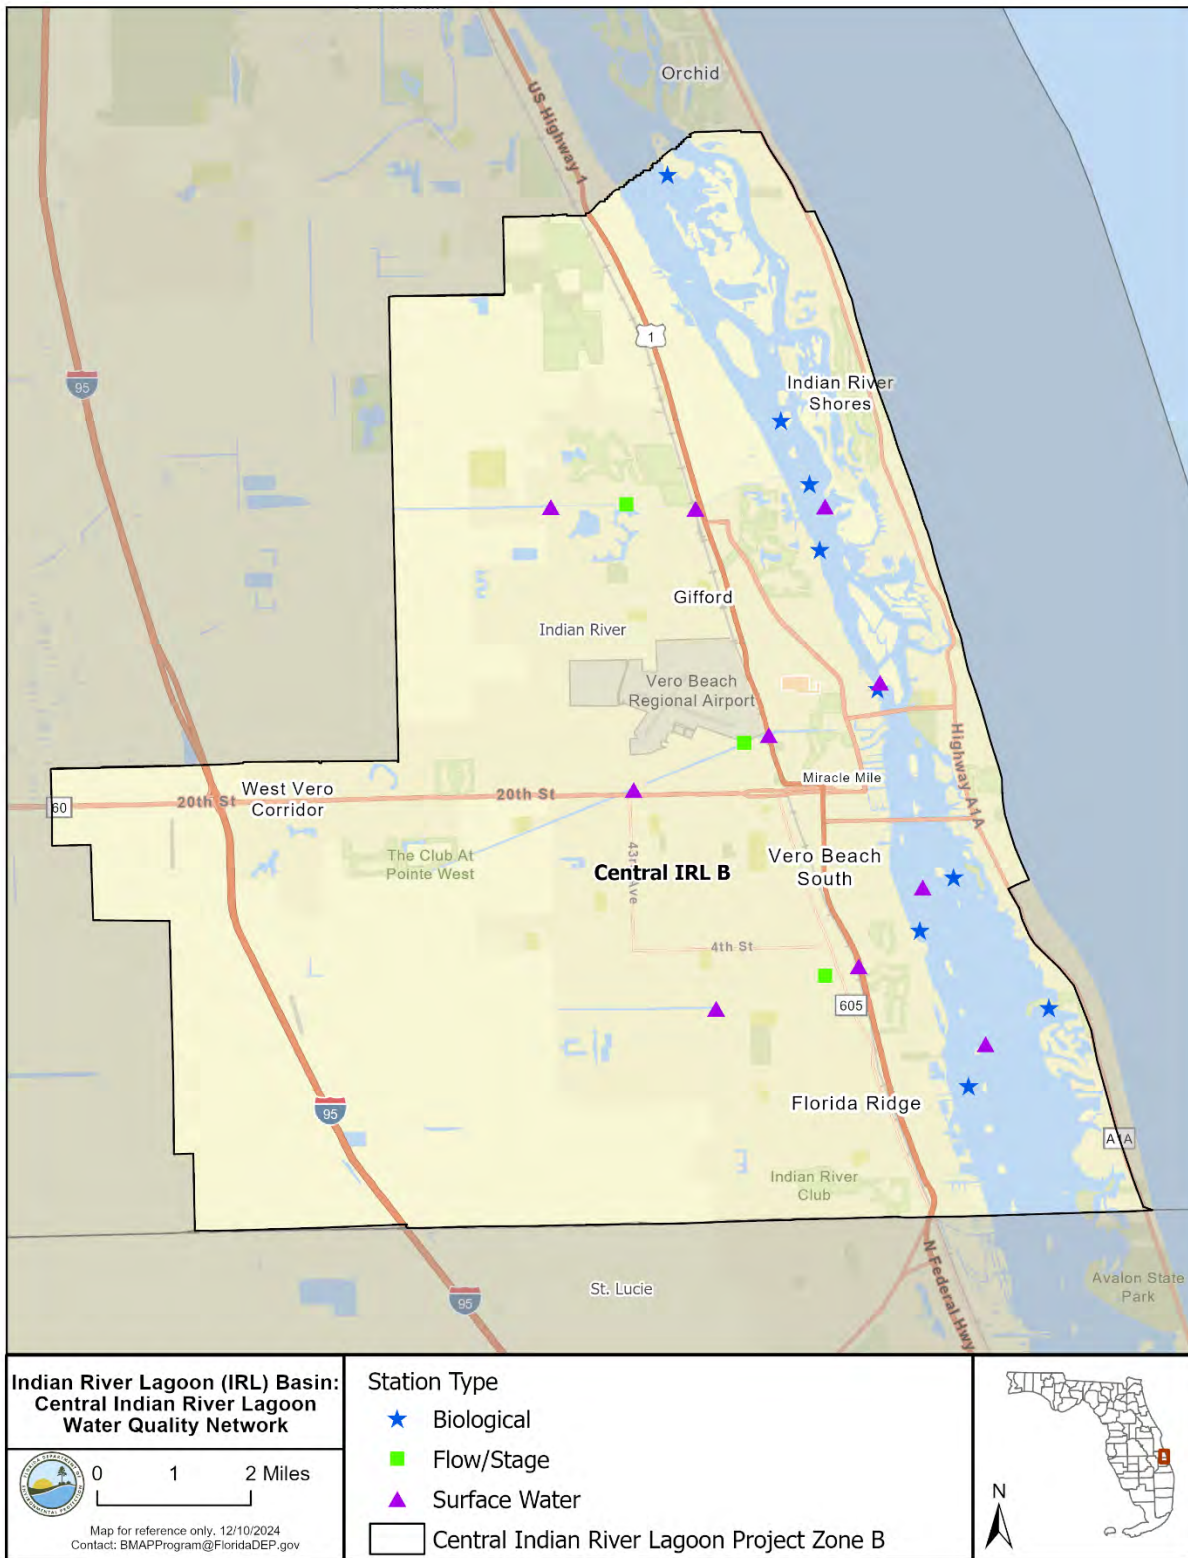 Orchid
US Highway 1
1
95
Indian River
Shores
Gifford
Indian River
Vero Beach
Regional Airport
Highway A1A
Miracle Mile
West Vero
Corridor
60
20th St
20th St
The Club At
Pointe West
43rd Ave
Central IRL B
Vero Beach
South
4th St
605
95
Florida Ridge
A1A
Indian River
Club
N Federal Hwy
St. Lucie
95
Avalon State
Park
Indian River Lagoon (IRL) Basin:
Central Indian River Lagoon
Water Quality Network
FLORIDA DEPARTMENT OF
ENVIRONMENTAL PROTECTION
0 1 2 Miles
Map for reference only. 12/10/2024
Contact: BMAPProgram@FloridaDEP.gov
Station Type
Biological
Flow/Stage
Surface Water
Central Indian River Lagoon Project Zone B
N